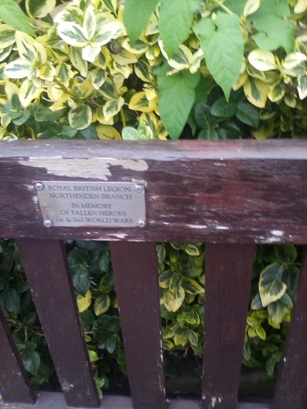 ROYAL BRITISH LEGION
NORTHENDEN BRANCH
IN MEMORY
OF FALLEN HEROES
1st & 2nd WORLD WARS